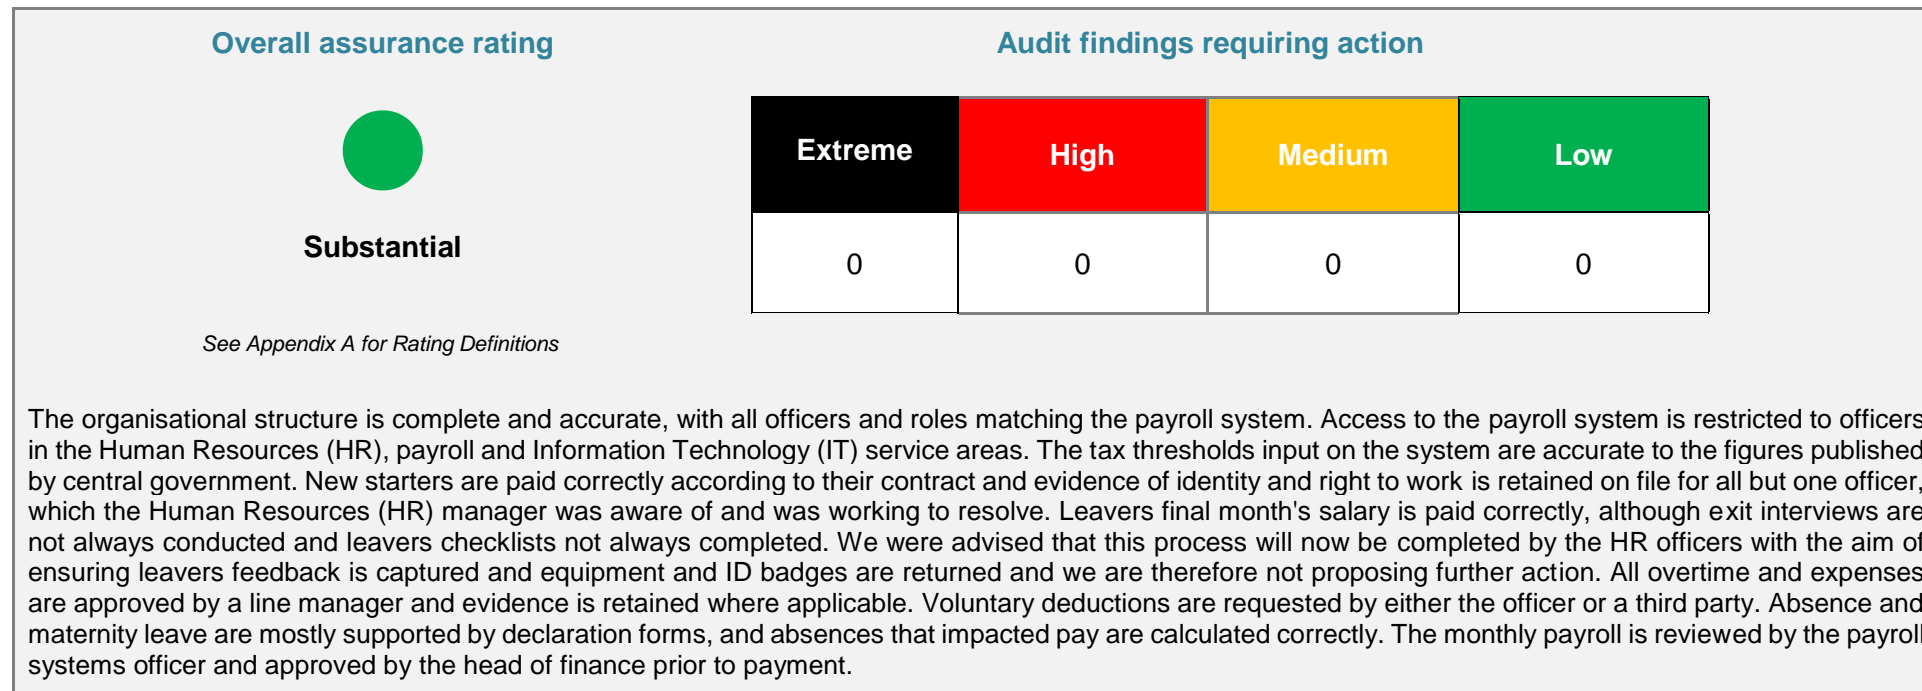 Overall assurance rating
Audit findings requiring action
Extreme
High
Medium
Low
Substantial
0
0
0
0
See Appendix A for Rating Definitions
The organisational structure is complete and accurate, with all officers and roles matching the payroll system. Access to the payroll system is restricted to officers
in the Human Resources (HR), payroll and Information Technology (IT) service areas. The tax thresholds input on the system are accurate to the figures published
by central government. New starters are paid correctly according to their contract and evidence of identity and right to work is retained on file for all but one officer,
which the Human Resources (HR) manager was aware of and was working to resolve. Leavers final month's salary is paid correctly, although exit interviews are
not always conducted and leavers checklists not always completed. We were advised that this process will now be completed by the HR officers with the aim of
ensuring leavers feedback is captured and equipment and ID badges are returned and we are therefore not proposing further action. All overtime and expenses
are approved by a line manager and evidence is retained where applicable. Voluntary deductions are requested by either the officer or a third party. Absence and
maternity leave are mostly supported by declaration forms, and absences that impacted pay are calculated correctly. The monthly payroll is reviewed by the payroll
systems officer and approved by the head of finance prior to payment.